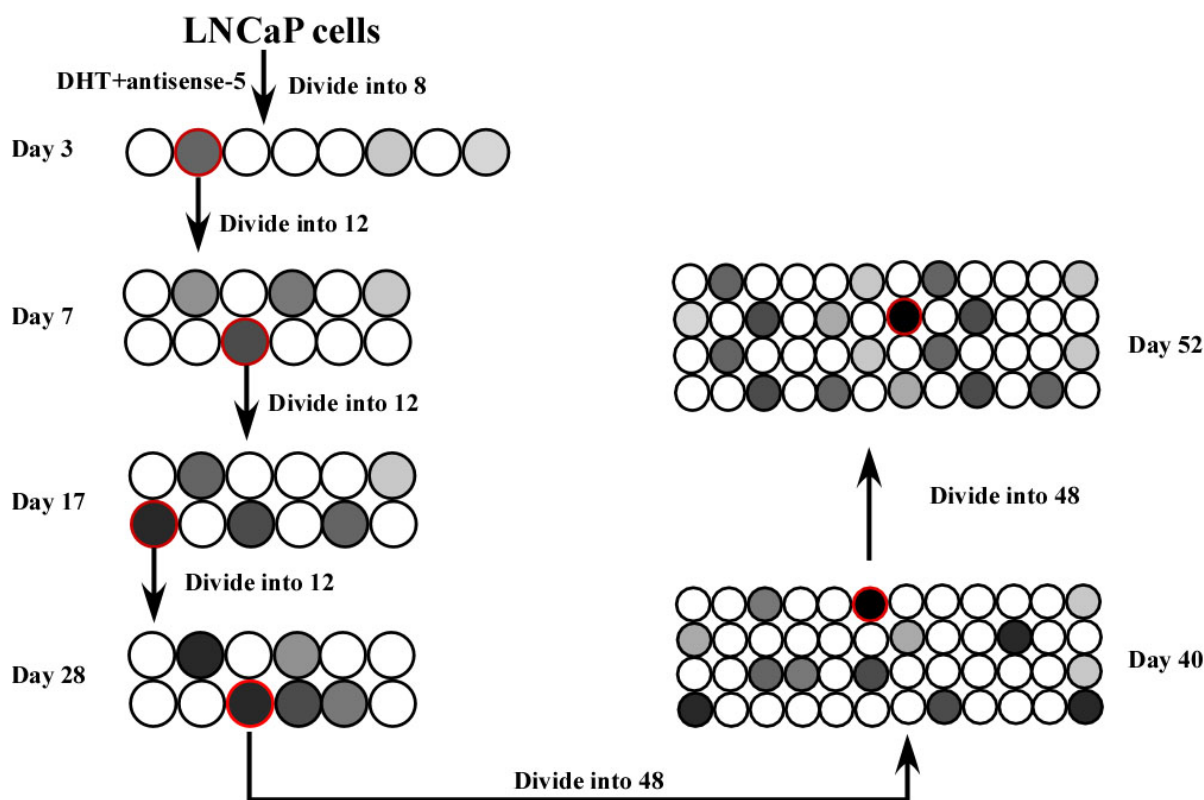 LNCaP cells
DHT+antisense-5
Divide into 8
Day 3
Divide into 12
Day 7
Divide into 12
Day 17
Divide into 12
Day 28
Divide into 48
Day 40
Divide into 48
Day 52